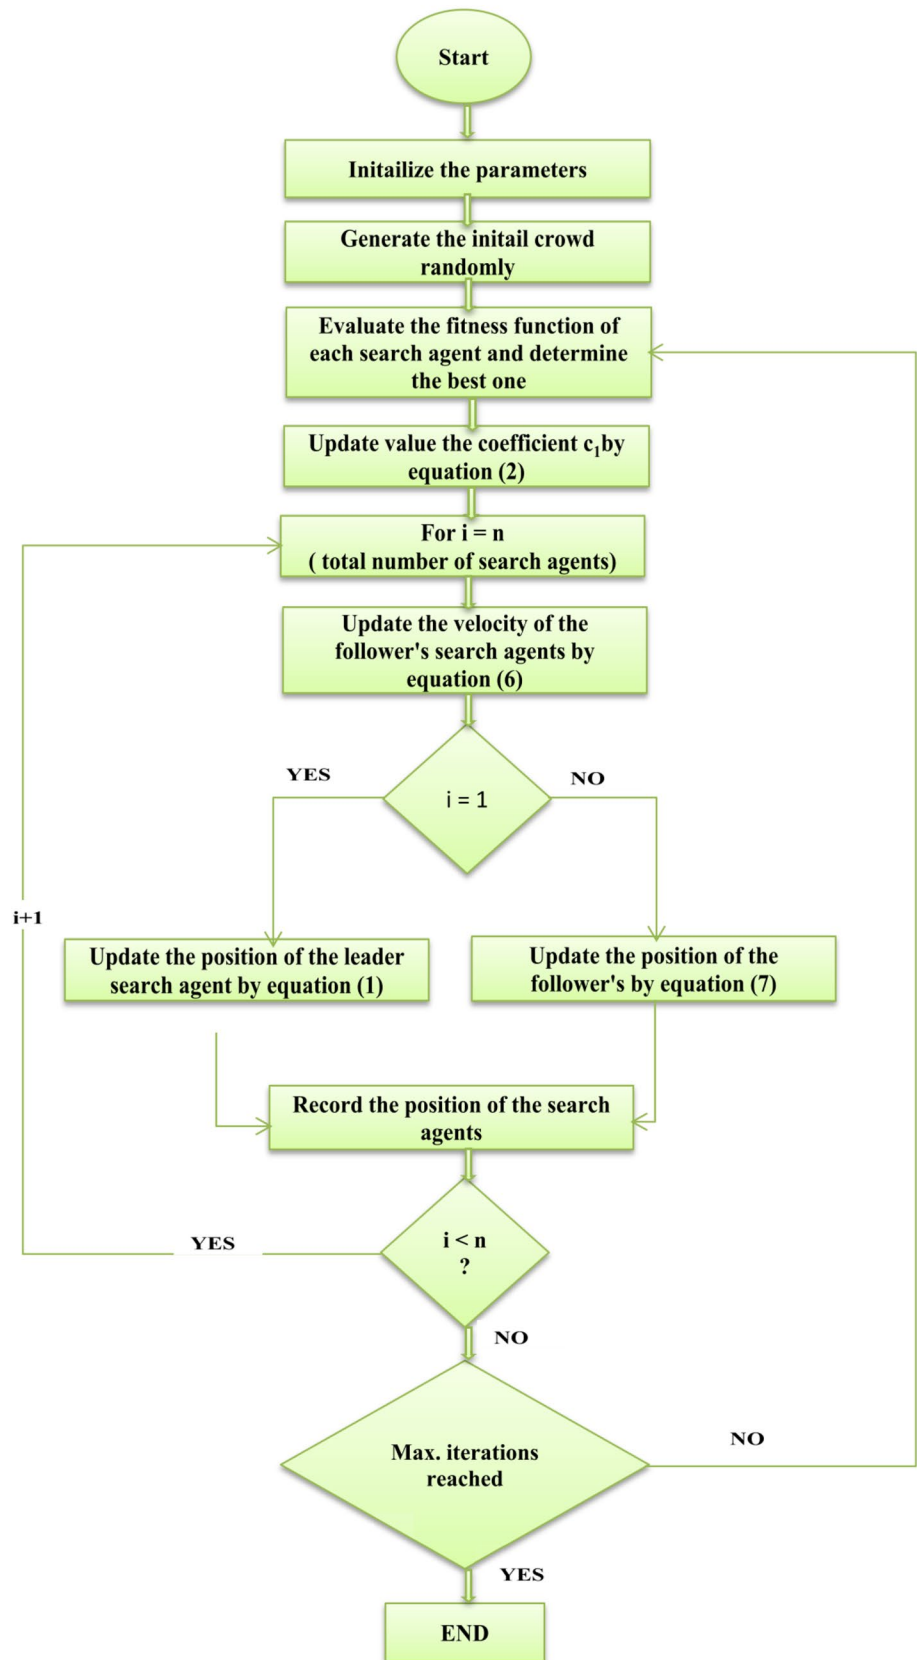 Start
Initailize the parameters
Generate the initail crowd
randomly
Evaluate the fitness function of
each search agent and determine
the best one
Update value the coefficient c₁by
equation (2)
For i = n
( total number of search agents)
Update the velocity of the
follower's search agents by
equation (6)
YES
NO
i = 1
i+1
Update the position of the leader
search agent by equation (1)
Update the position of the
follower's by equation (7)
Record the position of the search
agents
YES
i < n
?
NO
Max. iterations
reached
NO
YES
END